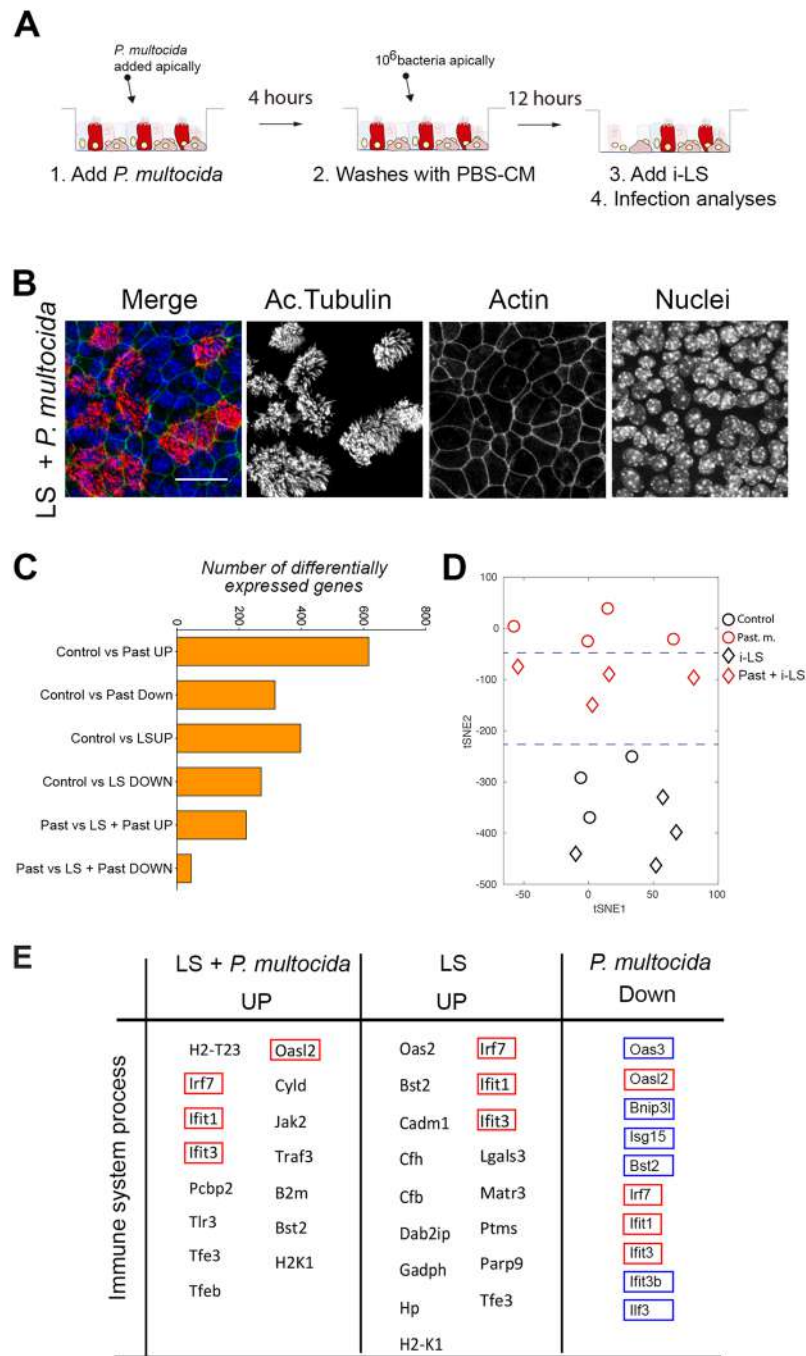 A
P. multocida
added apically
4 hours
10⁶bacteria apically
12 hours
1. Add P. multocida
2. Washes with PBS-CM
3. Add i-LS
4. Infection analyses
B
Merge
Ac.Tubulin
Actin
Nuclei
LS + P. multocida
C
Number of differentially
expressed genes
0
200
400
600
800
Control vs Past UP
Control vs Past Down
Control vs LSUP
Control vs LS DOWN
Past vs LS + Past UP
Past vs LS + Past DOWN
D
100
0
-100
-200
-300
-400
-500
-50
0
50
100
tSNE2
tSNE1
Control
Past. m.
i-LS
Past + i-LS
E
LS + P. multocida
UP
LS
UP
P. multocida
Down
Immune system process
H2-T23
Irf7
Ifit1
Ifit3
Pcbp2
Tlr3
Tfe3
Tfeb
Oasl2
Cyld
Jak2
Traf3
B2m
Bst2
H2K1
Oas2
Bst2
Cadm1
Cfh
Cfb
Dab2ip
Gadph
Hp
H2-K1
Irf7
Ifit1
Ifit3
Lgals3
Matr3
Ptms
Parp9
Tfe3
Oas3
Oasl2
Bnip3l
Isg15
Bst2
Irf7
Ifit1
Ifit3
Ifit3b
Ilf3